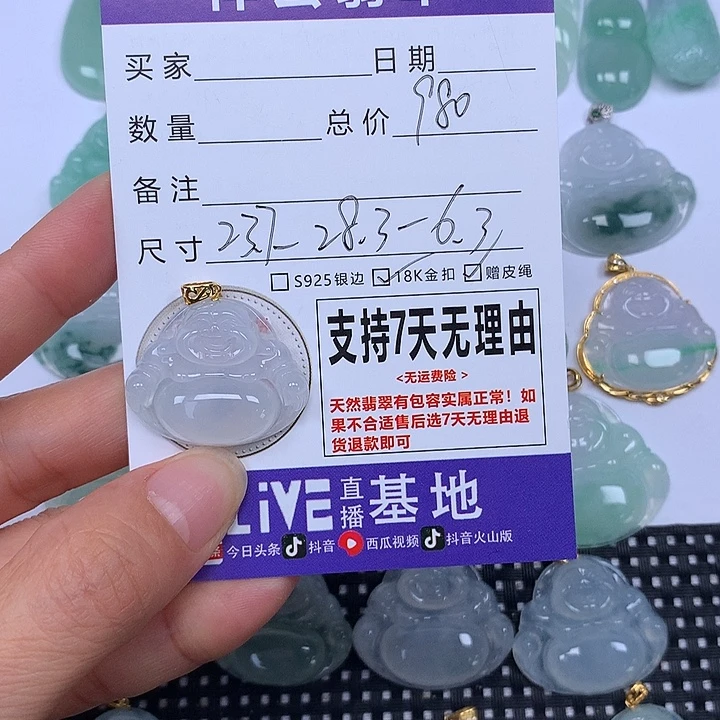 买家 日期
数量 总价 980
备注
尺寸 23.7-28.3-6.3
S925银边 18K金扣 赠皮绳
支持7天无理由
<无运费险>
天然翡翠有包容实属正常！如
果不合适售后选7天无理由退
货退款即可
LiVE 直播 基地
今日头条 抖音 西瓜视频 抖音火山版